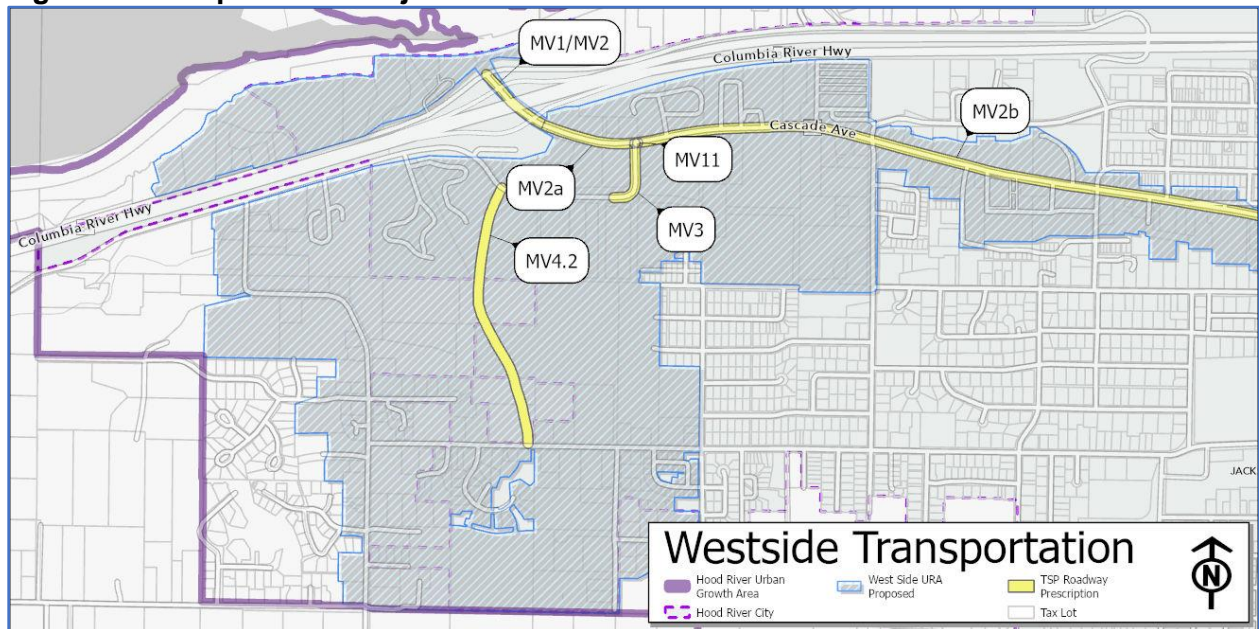 MV1/MV2
Columbia River Hwy
MV2b
Cascade Ave
MV11
MV2a
Columbia River Hwy
MV3
MV4.2
JACK
Westside Transportation
Hood River Urban
Growth Area
West Side URA
Proposed
TSP Roadway
Prescription
Hood River City
Tax Lot
N